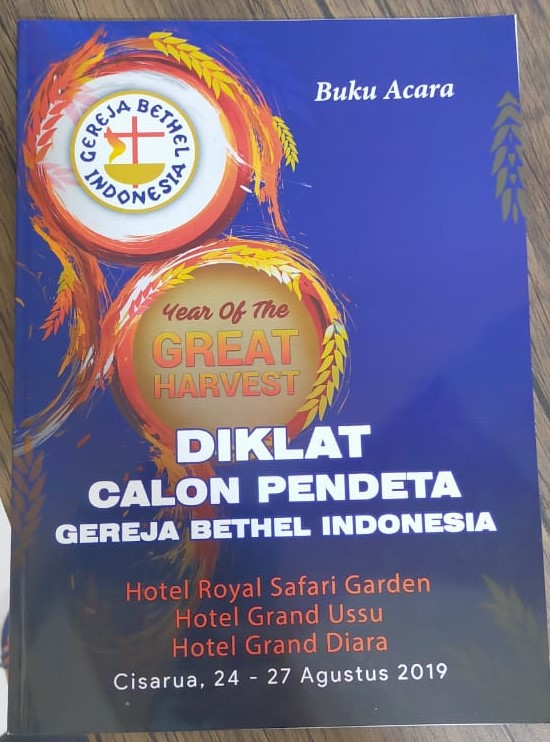 Buku Acara
GEREJA BETHEL
INDONESIA
Year Of The
GREAT
HARVEST
DIKLAT
CALON PENDETA
GEREJA BETHEL INDONESIA
Hotel Royal Safari Garden
Hotel Grand Ussu
Hotel Grand Diara
Cisarua, 24 - 27 Agustus 2019